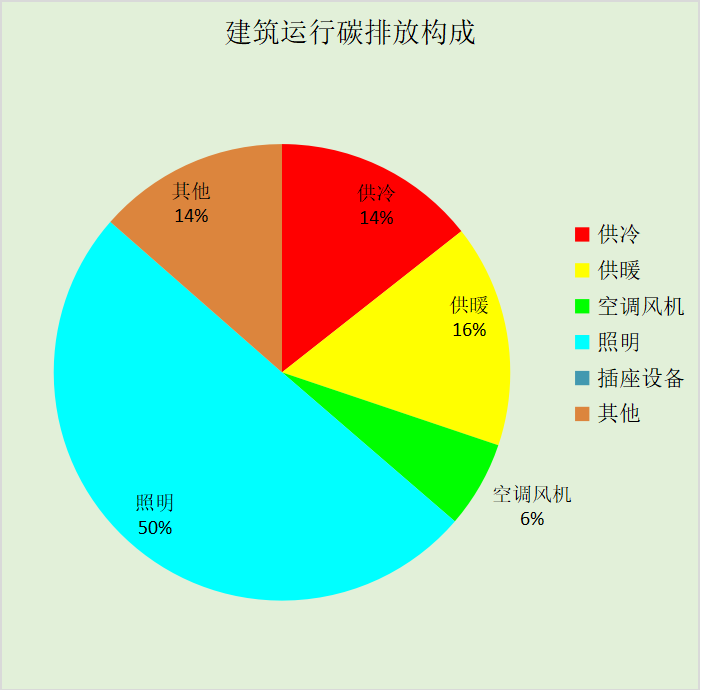 建筑运行碳排放构成
其他
14%
供冷
14%
供暖
16%
空调风机
6%
照明
50%
供冷
供暖
空调风机
照明
插座设备
其他